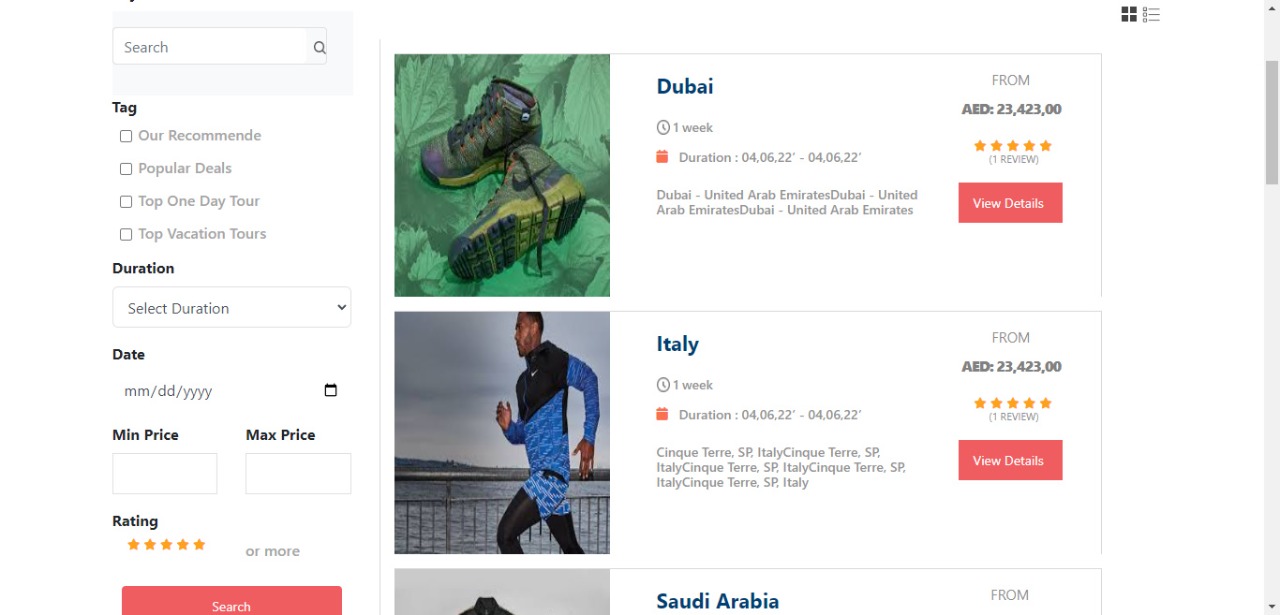 Search
Tag
Our Recommende
Popular Deals
Top One Day Tour
Top Vacation Tours
Duration
Select Duration
Date
mm/dd/yyyy
Min Price
Max Price
Rating
or more
Search
Dubai
1 week
Duration : 04,06,22’ - 04,06,22’
Dubai - United Arab EmiratesDubai - United
Arab EmiratesDubai - United Arab Emirates
FROM
AED: 23,423,00
(1 REVIEW)
View Details
Italy
1 week
Duration : 04,06,22’ - 04,06,22’
Cinque Terre, SP, ItalyCinque Terre, SP,
ItalyCinque Terre, SP, ItalyCinque Terre, SP,
ItalyCinque Terre, SP, Italy
FROM
AED: 23,423,00
(1 REVIEW)
View Details
Saudi Arabia
FROM